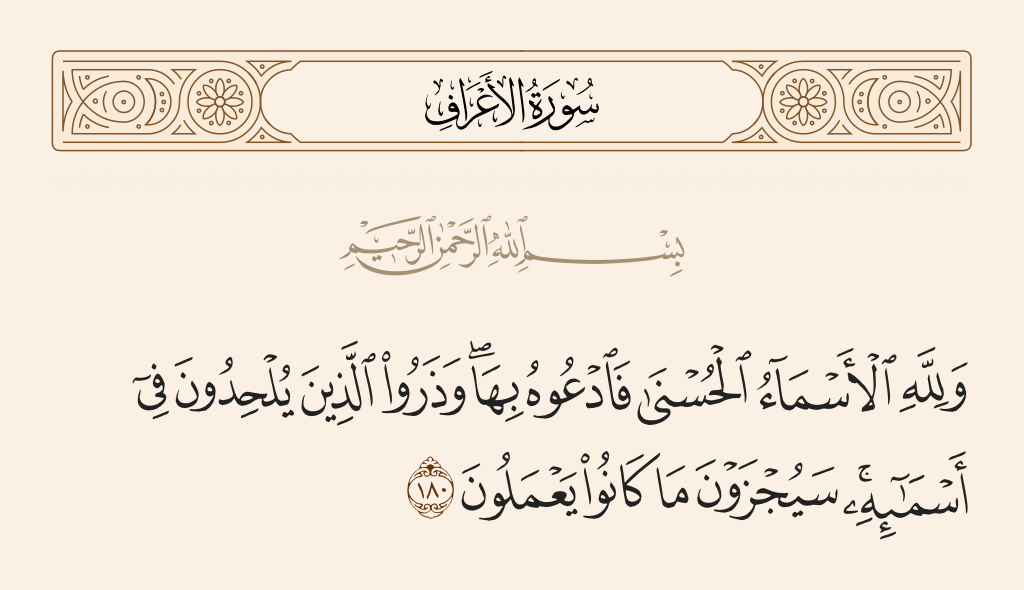 سُورَةُ الأَعْرَافِ
بِسْمِ ٱللَّهِ ٱلرَّحْمَٰنِ ٱلرَّحِيمِ
وَلِلَّهِ ٱلْأَسْمَآءُ ٱلْحُسْنَىٰ فَٱدْعُوهُ بِهَا ۖ وَذَرُوا۟ ٱلَّذِينَ يُلْحِدُونَ فِىٓ
أَسْمَـٰٓئِهِۦ ۚ سَيُجْزَوْنَ مَا كَانُوا۟ يَعْمَلُونَ ١٨٠